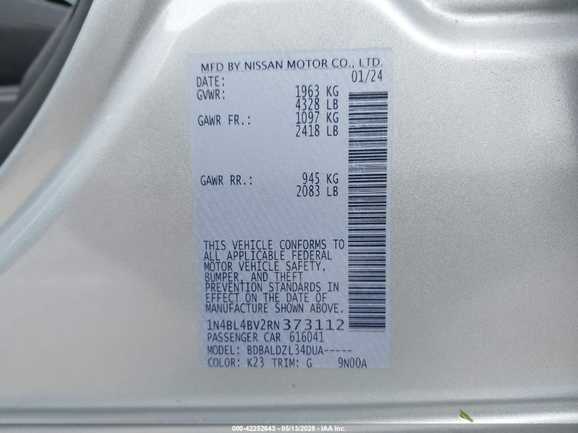 MFD BY NISSAN MOTOR CO., LTD.
DATE: 01/24
GVWR: 1963 KG
4328 LB
GAWR FR.: 1097 KG
2418 LB
GAWR RR.: 945 KG
2083 LB
THIS VEHICLE CONFORMS TO
ALL APPLICABLE FEDERAL
MOTOR VEHICLE SAFETY,
BUMPER, AND THEFT
PREVENTION STANDARDS IN
EFFECT ON THE DATE OF
MANUFACTURE SHOWN ABOVE.
1N4BL4BV2RN373112
PASSENGER CAR 616041
MODEL: BDBALDZL34DUA-----
COLOR: K23 TRIM: G 9N00A
000-42252643 - 05/13/2025 - IAA Inc.